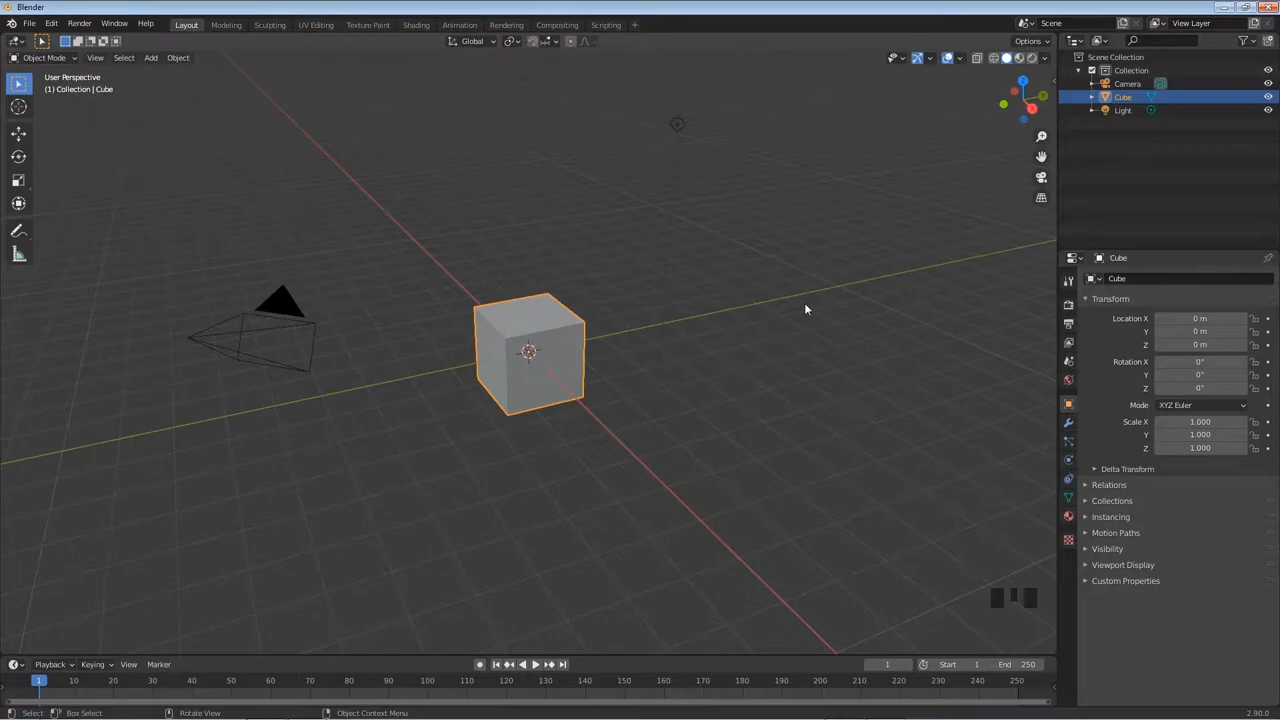 Blender
File Edit Render Window Help Layout Modeling Sculpting UV Editing Texture Paint Shading Animation Rendering Compositing Scripting + Scene View Layer
Global Options
Object Mode View Select Add Object
User Perspective
(1) Collection | Cube
Z
Y
X
Scene Collection
Collection
Camera
Cube
Light
Cube
Cube
Transform
Location X 0 m
Y 0 m
Z 0 m
Rotation X 0°
Y 0°
Z 0°
Mode XYZ Euler
Scale X 1.000
Y 1.000
Z 1.000
Delta Transform
Relations
Collections
Instancing
Motion Paths
Visibility
Viewport Display
Custom Properties
Playback Keying View Marker 1 Start 1 End 250
1 10 20 30 40 50 60 70 80 90 100 110 120 130 140 150 160 170 180 190 200 210 220 230 240 250
Select Box Select Rotate View Object Context Menu 2.90.0